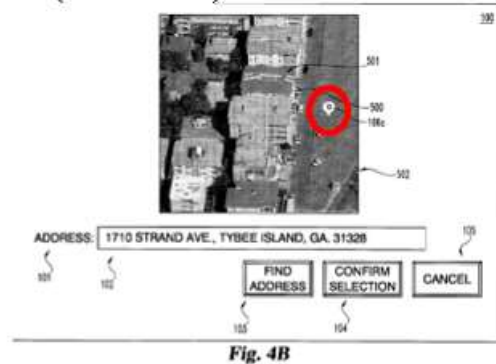 100
501
500
106c
502
ADDRESS: 1710 STRAND AVE., TYBEE ISLAND, GA. 31328
101
102
105
FIND ADDRESS
CONFIRM SELECTION
CANCEL
103
104
Fig. 4B